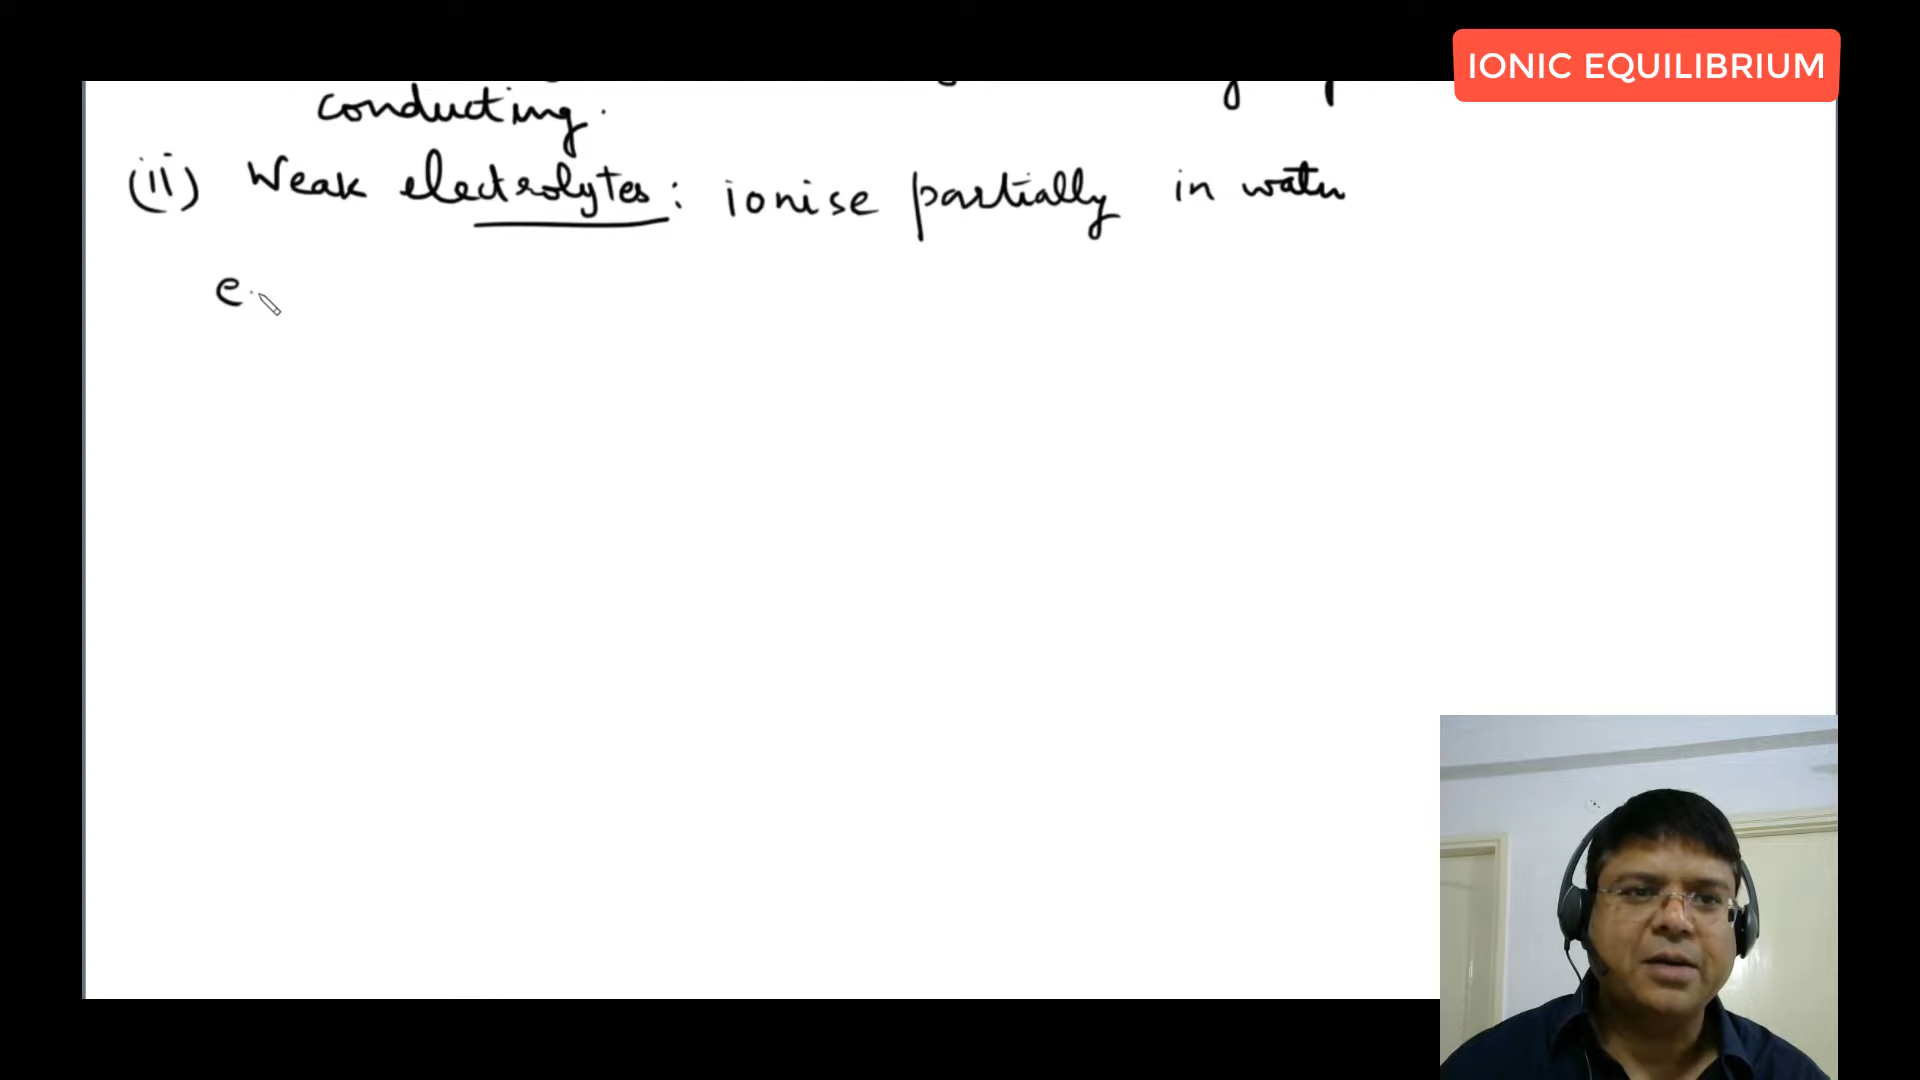 IONIC EQUILIBRIUM
conducting.
(ii) Weak electrolytes: ionise partially in water
e.